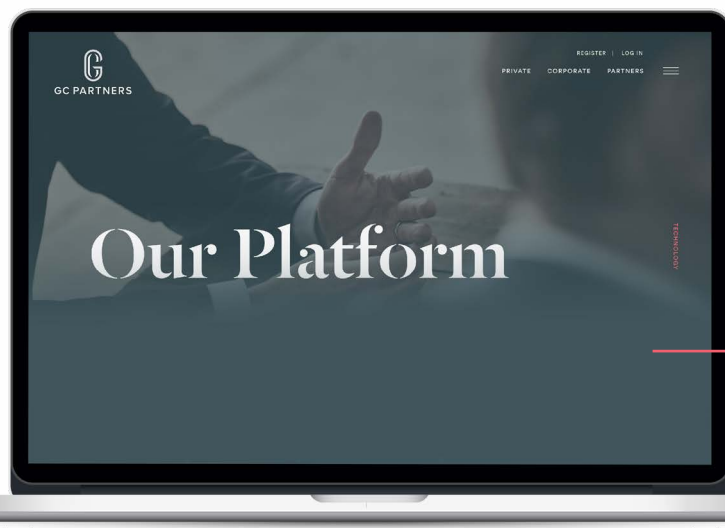 REGISTER | LOG IN
PRIVATE CORPORATE PARTNERS
GC PARTNERS
Our Platform
TECHNOLOGY